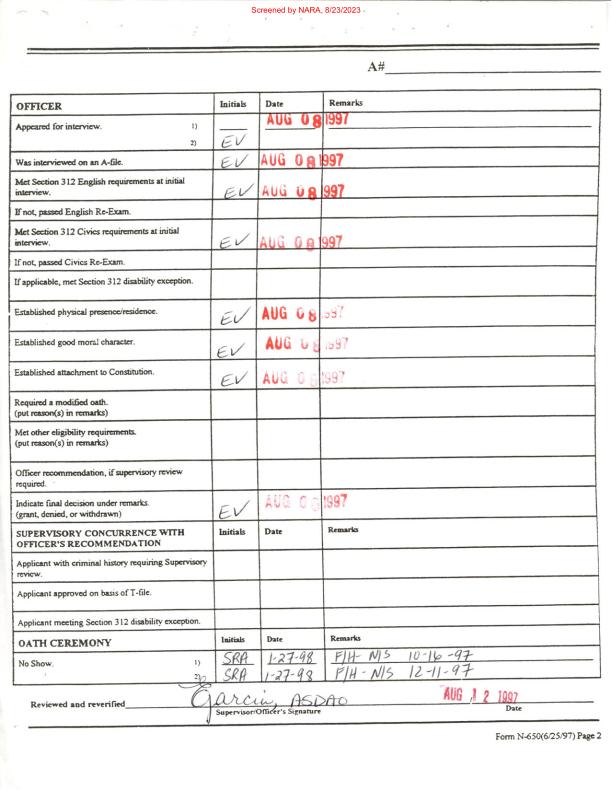 Screened by NARA, 8/23/2023 -
A#
OFFICER Initials Date Remarks
Appeared for interview. 1) AUG 08 1997
2) EV
Was interviewed on an A-file. EV AUG 08 1997
Met Section 312 English requirements at initial
interview. EV AUG 08 1997
If not, passed English Re-Exam.
Met Section 312 Civics requirements at initial
interview. EV AUG 08 1997
If not, passed Civics Re-Exam.
If applicable, met Section 312 disability exception.
Established physical presence/residence. EV AUG 08 1997
Established good moral character. EV AUG 08 1997
Established attachment to Constitution. EV AUG 08 1997
Required a modified oath.
(put reason(s) in remarks)
Met other eligibility requirements.
(put reason(s) in remarks)
Officer recommendation, if supervisory review
required.
Indicate final decision under remarks.
(grant, denied, or withdrawn) EV AUG 08 1997
SUPERVISORY CONCURRENCE WITH Initials Date Remarks
OFFICER'S RECOMMENDATION
Applicant with criminal history requiring Supervisory
review.
Applicant approved on basis of T-file.
Applicant meeting Section 312 disability exception.
OATH CEREMONY Initials Date Remarks
No Show. 1) SRA 1-27-98 F/H- N/S 10-16-97
2) SRA 1-27-98 F/H- N/S 12-11-97
Reviewed and reverified Garcia, ASDAO AUG 12 1997
Supervisor/Officer's Signature Date
Form N-650(6/25/97) Page 2